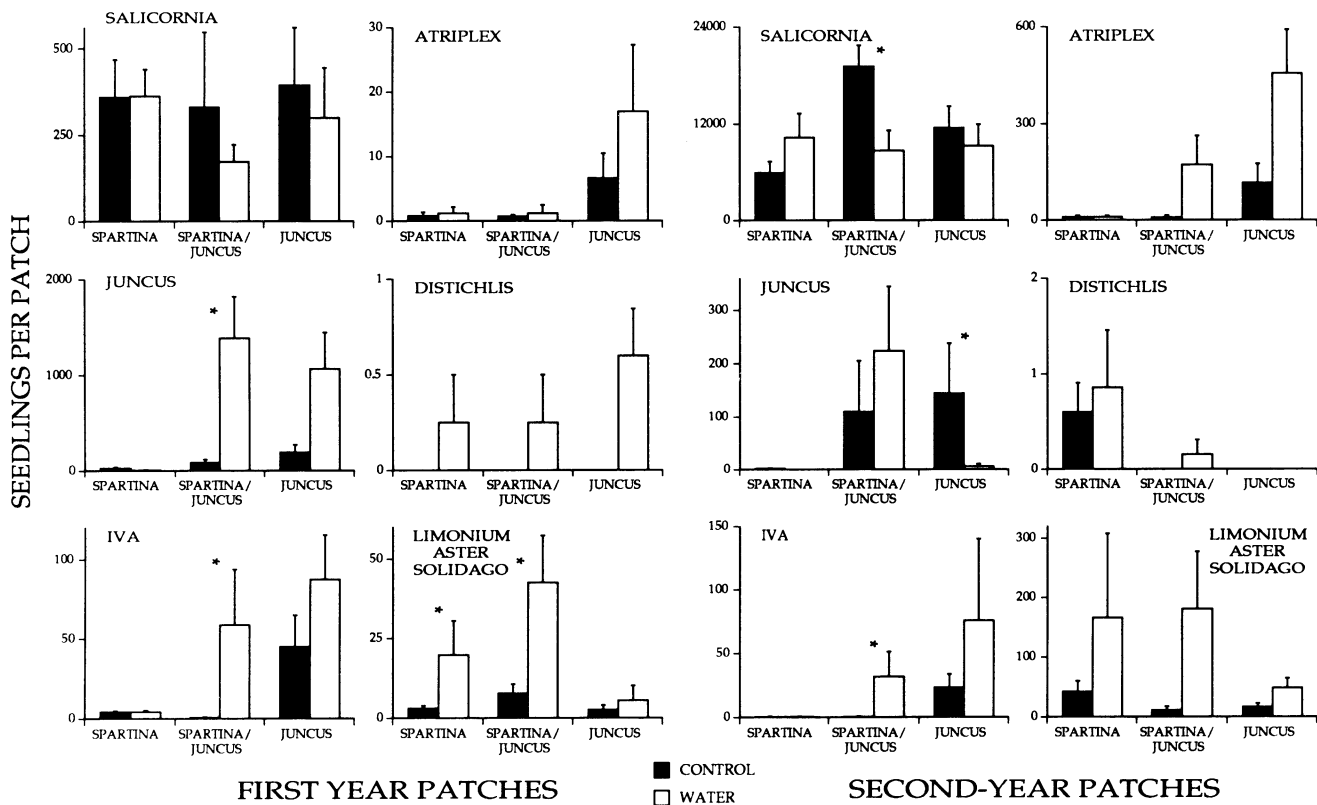 SEEDLINGS PER PATCH
SALICORNIA
500
250
0
SPARTINA
SPARTINA/
JUNCUS
JUNCUS
ATRIPLEX
30
20
10
0
SPARTINA
SPARTINA/
JUNCUS
JUNCUS
SALICORNIA
24000
12000
0
*
SPARTINA
SPARTINA/
JUNCUS
JUNCUS
ATRIPLEX
600
300
0
SPARTINA
SPARTINA/
JUNCUS
JUNCUS
JUNCUS
2000
1000
0
*
SPARTINA
SPARTINA/
JUNCUS
JUNCUS
DISTICHLIS
1
0.5
0
SPARTINA
SPARTINA/
JUNCUS
JUNCUS
JUNCUS
300
200
100
0
*
SPARTINA
SPARTINA/
JUNCUS
JUNCUS
DISTICHLIS
2
1
0
SPARTINA
SPARTINA/
JUNCUS
JUNCUS
IVA
100
50
0
*
SPARTINA
SPARTINA/
JUNCUS
JUNCUS
LIMONIUM
ASTER
SOLIDAGO
50
25
0
*
*
SPARTINA
SPARTINA/
JUNCUS
JUNCUS
IVA
150
100
50
0
*
SPARTINA
SPARTINA/
JUNCUS
JUNCUS
LIMONIUM
ASTER
SOLIDAGO
300
200
100
0
SPARTINA
SPARTINA/
JUNCUS
JUNCUS
FIRST YEAR PATCHES
CONTROL
WATER
SECOND-YEAR PATCHES